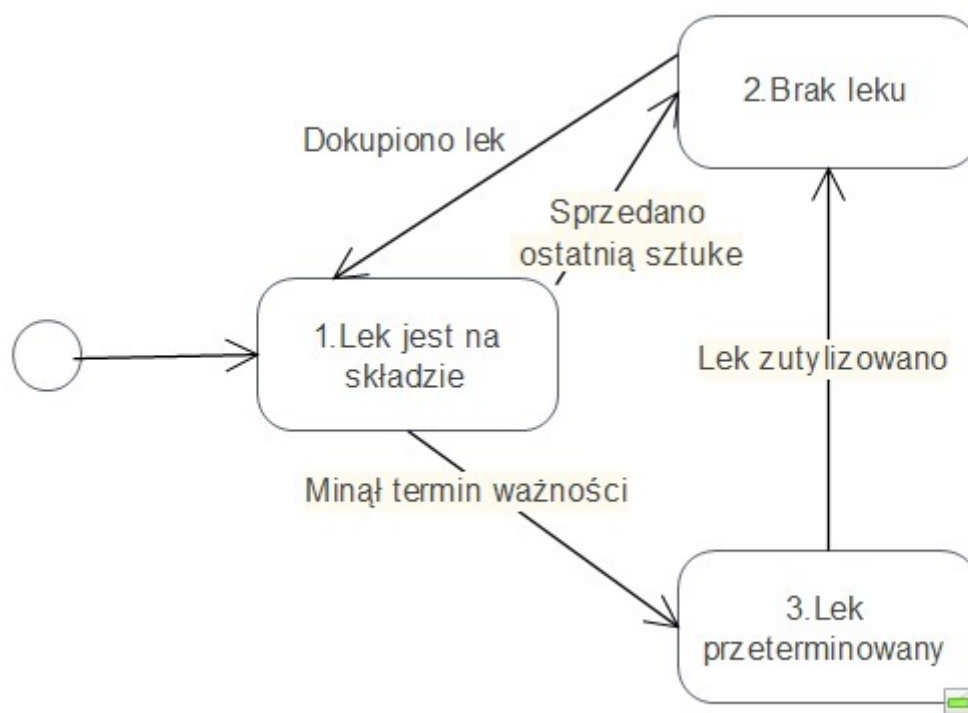 2.Brak leku
Dokupiono lek
Sprzedano
ostatnią sztuke
1.Lek jest na
składzie
Lek zutylizowano
Minął termin ważności
3.Lek
przeterminowany